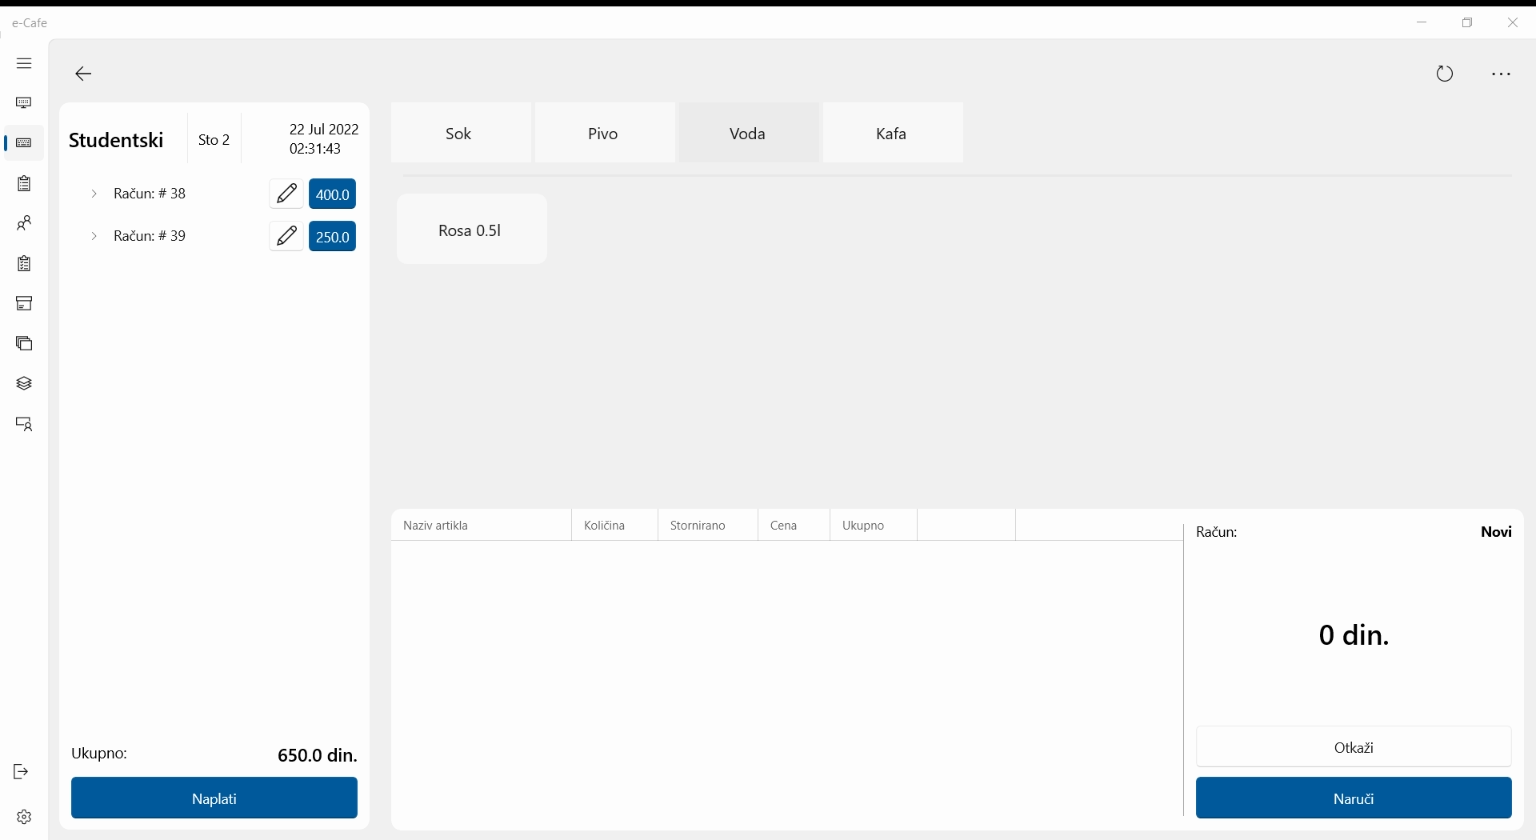 e-Cafe
Studentski
Sto 2
22 Jul 2022
02:31:43
Račun: # 38
400.0
Račun: # 39
250.0
Ukupno:
650.0 din.
Naplati
Sok
Pivo
Voda
Kafa
Rosa 0.5l
Naziv artikla
Količina
Stornirano
Cena
Ukupno
Račun:
Novi
0 din.
Otkaži
Naruči